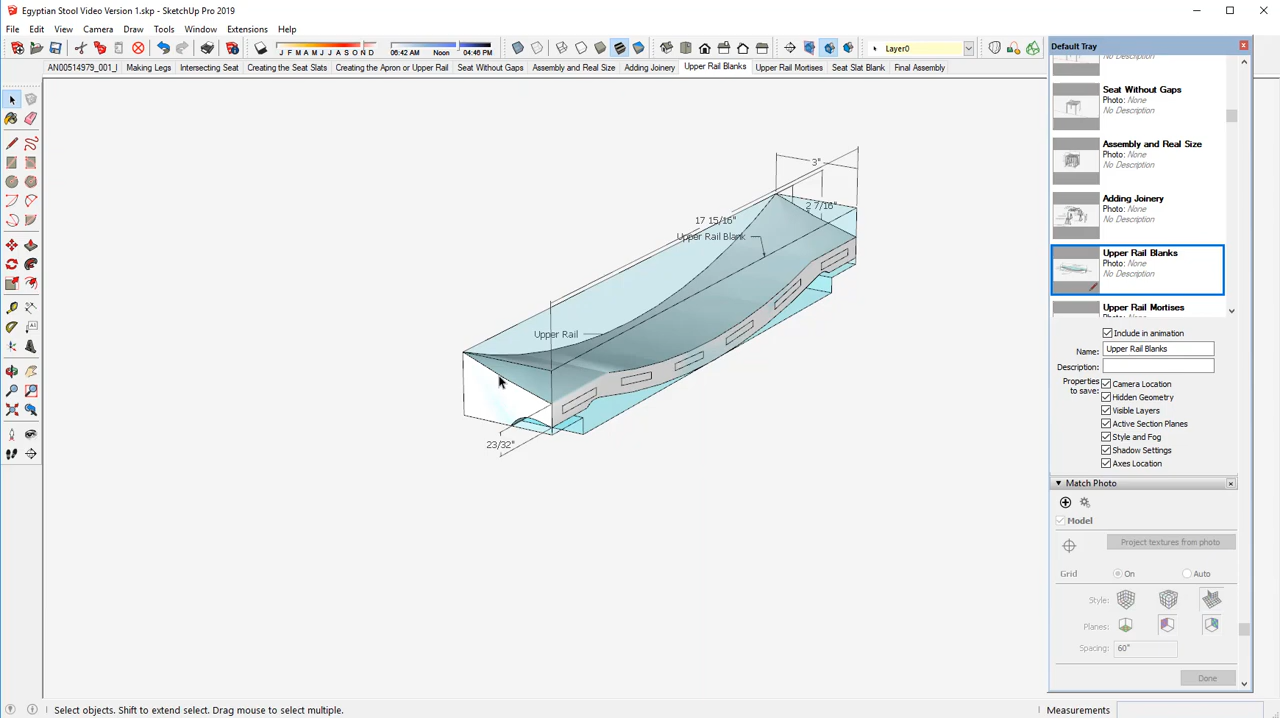 Egyptian Stool Video Version 1.skp - SketchUp Pro 2019
File Edit View Camera Draw Tools Window Extensions Help
J F M A M J J A S O N D
06:42 AM Noon 04:46 PM
Layer0
Default Tray
AN00514979_001_l Making Legs Intersecting Seat Creating the Seat Slats Creating the Apron or Upper Rail Seat Without Gaps Assembly and Real Size Adding Joinery Upper Rail Blanks Upper Rail Mortises Seat Slat Blank Final Assembly
No Description
Seat Without Gaps
Photo: None
No Description
Assembly and Real Size
Photo: None
No Description
Adding Joinery
Photo: None
No Description
Upper Rail Blanks
Photo: None
No Description
Upper Rail Mortises
3"
2 7/16"
17 15/16"
Upper Rail Blank
Upper Rail
23/32"
Include in animation
Name: Upper Rail Blanks
Description:
Properties to save:
Camera Location
Hidden Geometry
Visible Layers
Active Section Planes
Style and Fog
Shadow Settings
Axes Location
Match Photo
Model
Project textures from photo
Grid On Auto
Style:
Planes:
Spacing: 60"
Done
Select objects. Shift to extend select. Drag mouse to select multiple.
Measurements